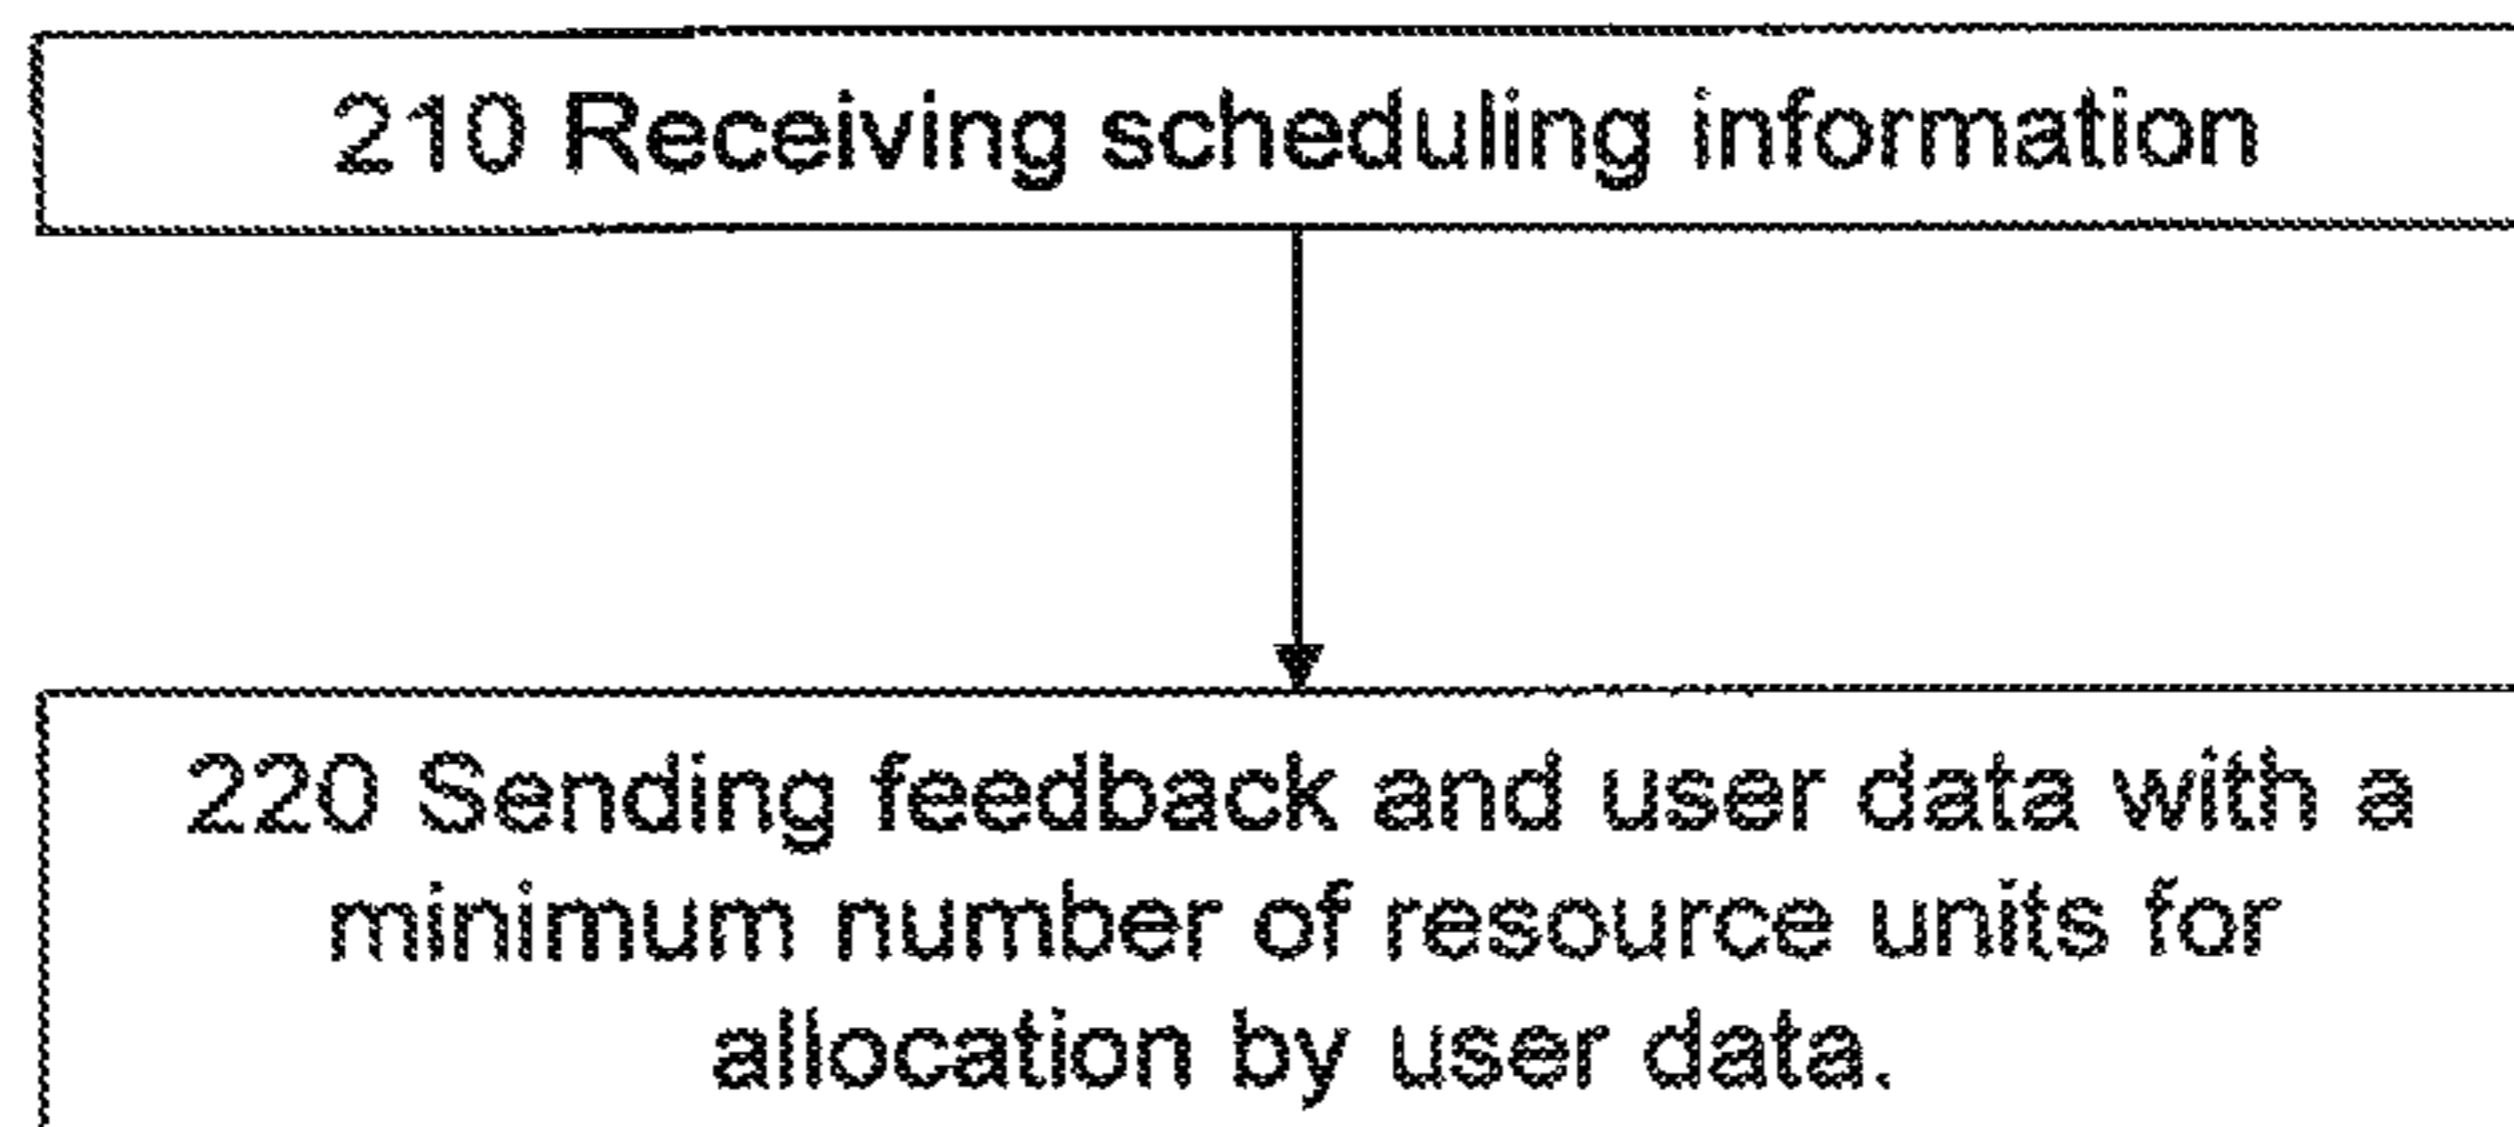 210 Receiving scheduling information
220 Sending feedback and user data with a
minimum number of resource units for
allocation by user data.